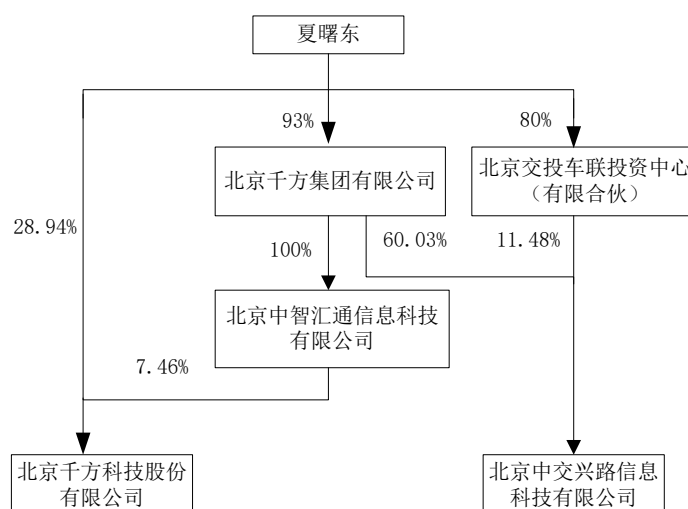 夏曙东
93%
80%
北京千方集团有限公司
北京交投车联投资中心
（有限合伙）
28.94%
100%
60.03%
11.48%
北京中智汇通信息科技
有限公司
7.46%
北京千方科技股份
有限公司
北京中交兴路信息
科技有限公司